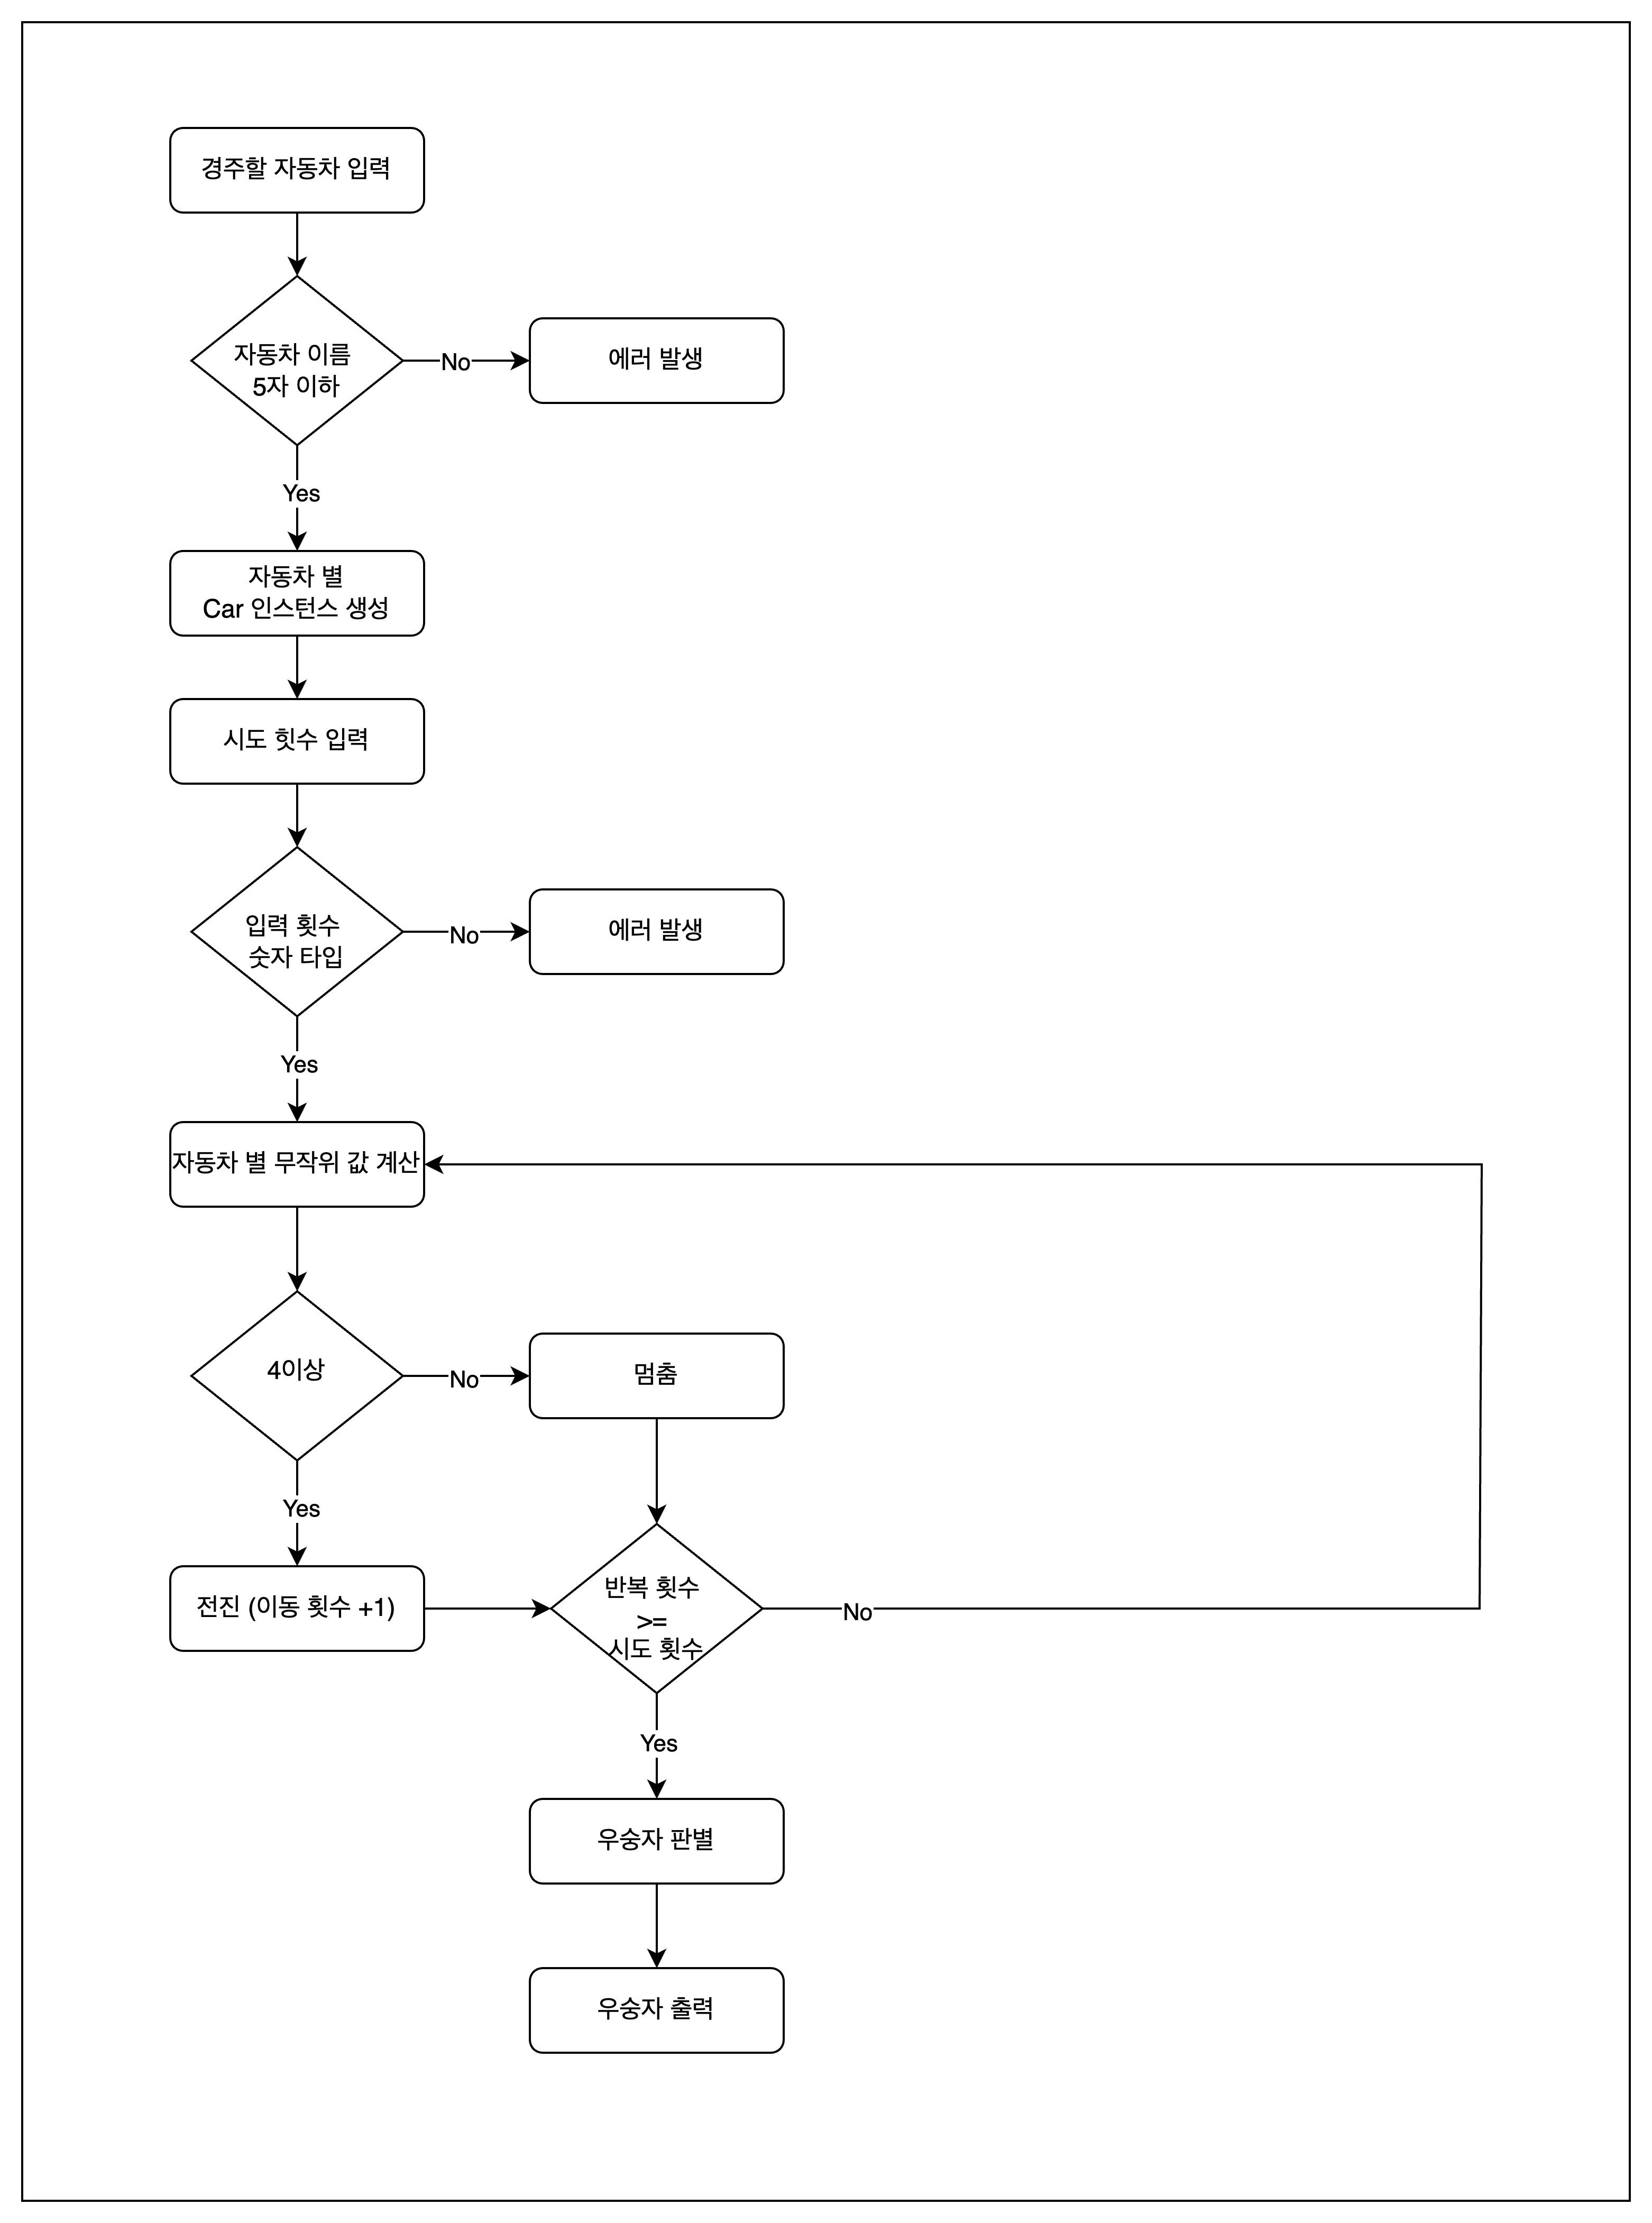 경주할 자동차 입력
자동차 이름
5자 이하
No
에러 발생
Yes
자동차 별
Car 인스턴스 생성
시도 힛수 입력
입력 횟수
숫자 타입
No
에러 발생
Yes
자동차 별 무작위 값 계산
4이상
No
멈춤
Yes
전진 (이동 횟수 +1)
반복 횟수
>=
시도 횟수
No
Yes
우숭자 판별
우숭자 출력